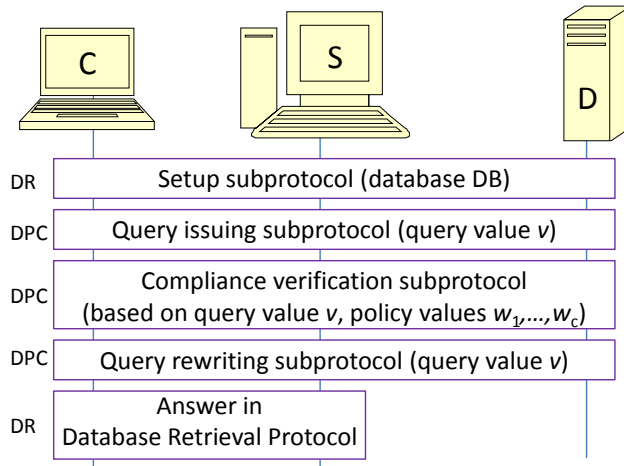 C
S
D
DR
Setup subprotocol (database DB)
DPC
Query issuing subprotocol (query value v)
DPC
Compliance verification subprotocol
(based on query value v, policy values w1,…,wc)
DPC
Query rewriting subprotocol (query value v)
DR
Answer in
Database Retrieval Protocol